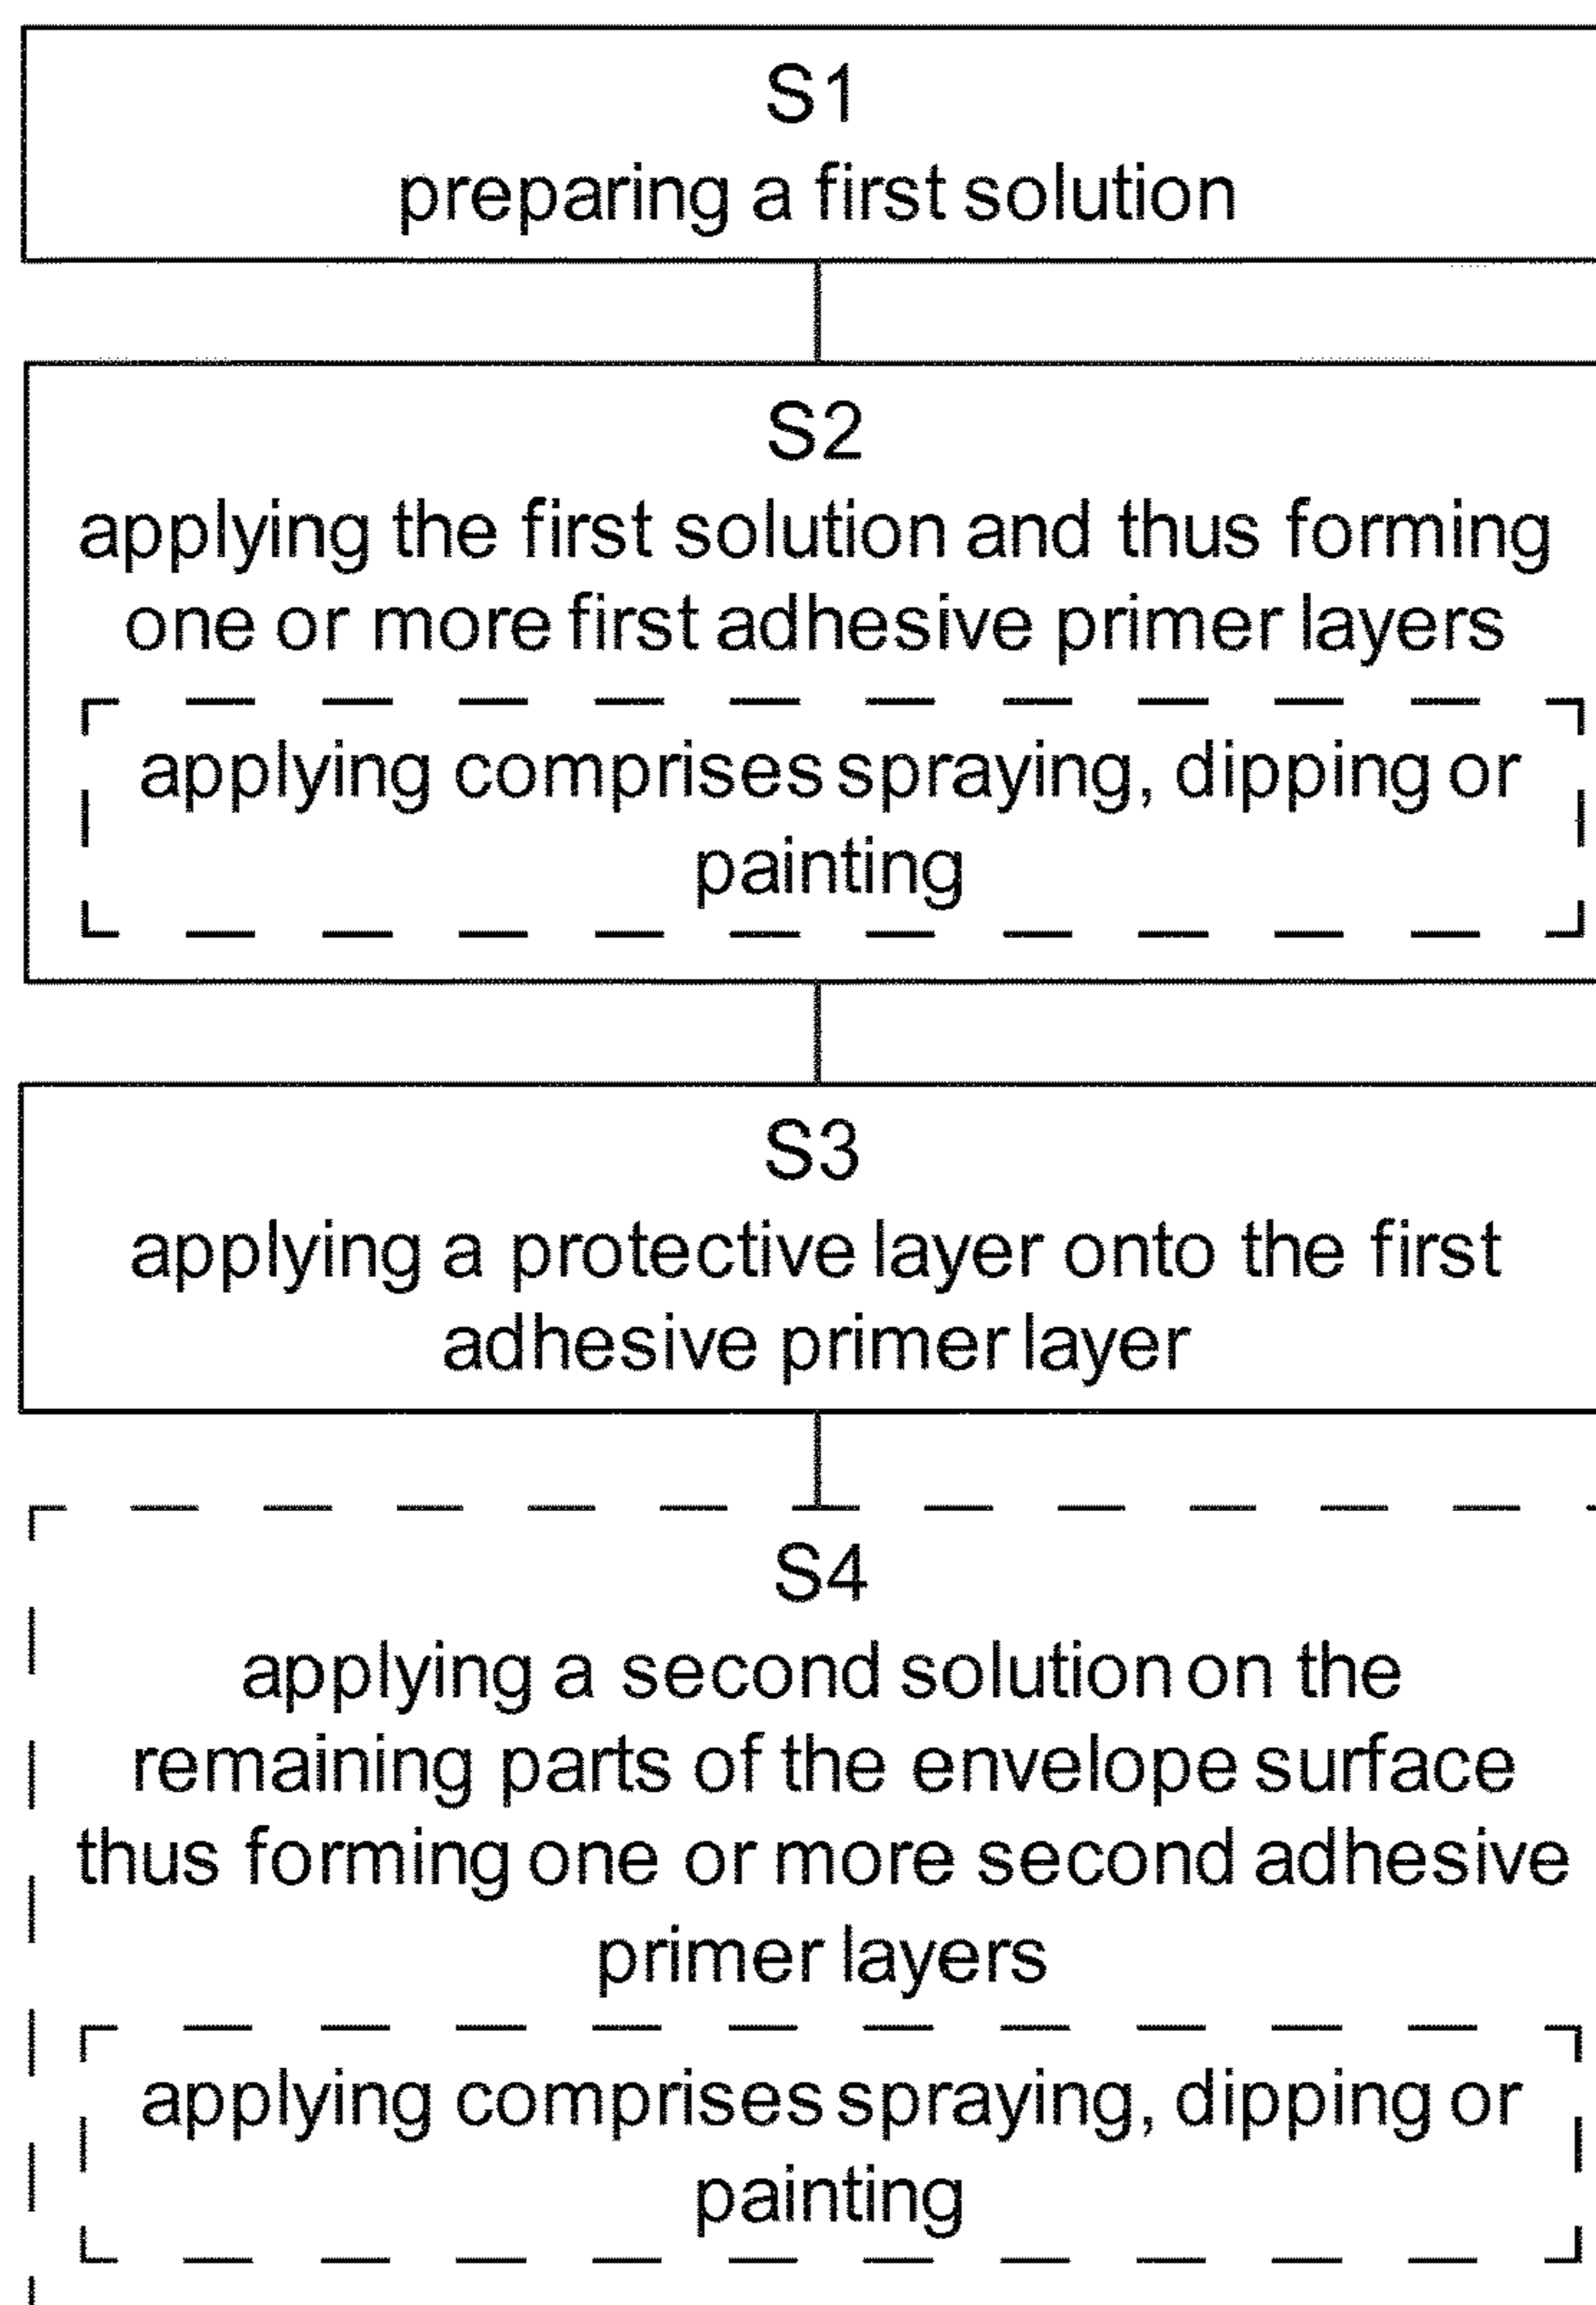 S1
preparing a first solution
S2
applying the first solution and thus forming
one or more first adhesive primer layers
applying comprises spraying, dipping or
painting
S3
applying a protective layer onto the first
adhesive primer layer
S4
applying a second solution on the
remaining parts of the envelope surface
thus forming one or more second adhesive
primer layers
applying comprises spraying, dipping or
painting